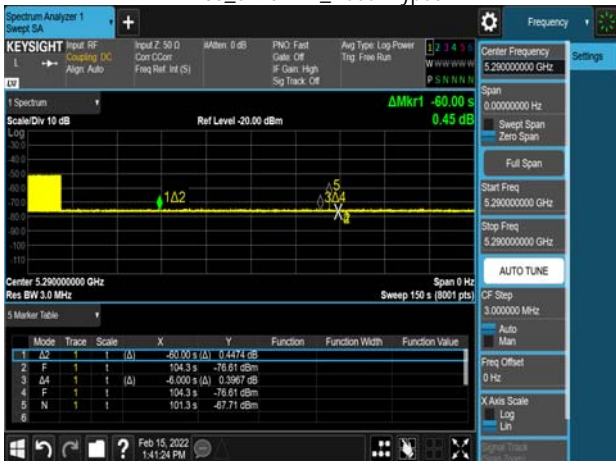 Spectrum Analyzer 1
Swept SA
+
Frequency
Settings
KEYSIGHT
Input: RF
Coupling: DC
Align: Auto
Input Z: 50 Ω
Corr CCorr
Freq Ref: Int (S)
#Atten: 0 dB
PNO: Fast
Gate: Off
IF Gain: High
Sig Track: Off
Avg Type: Log-Power
Trig: Free Run
1 2 3 4 5 6
P S N N N N
L
LW
1 Spectrum
Scale/Div 10 dB
Log
Ref Level -20.00 dBm
ΔMkr1 -60.00 s
0.45 dB
-30.0
-40.0
-50.0
-60.0
-70.0
-80.0
-90.0
-100
-110
1Δ2
5
3Δ4
Center 5.290000000 GHz
Span 0 Hz
Res BW 3.0 MHz
Sweep 150 s (8001 pts)
5 Marker Table
Mode Trace Scale X Y Function Function Width Function Value
1 Δ2 1 t (Δ) -60.00 s (Δ) 0.4474 dB
2 F 1 t 104.3 s -76.61 dBm
3 Δ4 1 t (Δ) -6.000 s (Δ) 0.3967 dB
4 F 1 t 104.3 s -76.61 dBm
5 N 1 t 101.3 s -67.71 dBm
6
Center Frequency
5.290000000 GHz
Span
0.00000000 Hz
Swept Span
Zero Span
Full Span
Start Freq
5.290000000 GHz
Stop Freq
5.290000000 GHz
AUTO TUNE
CF Step
3.000000 MHz
Auto
Man
Freq Offset
0 Hz
X Axis Scale
Log
Lin
Signal Track
?
Feb 15, 2022
1:41:24 PM